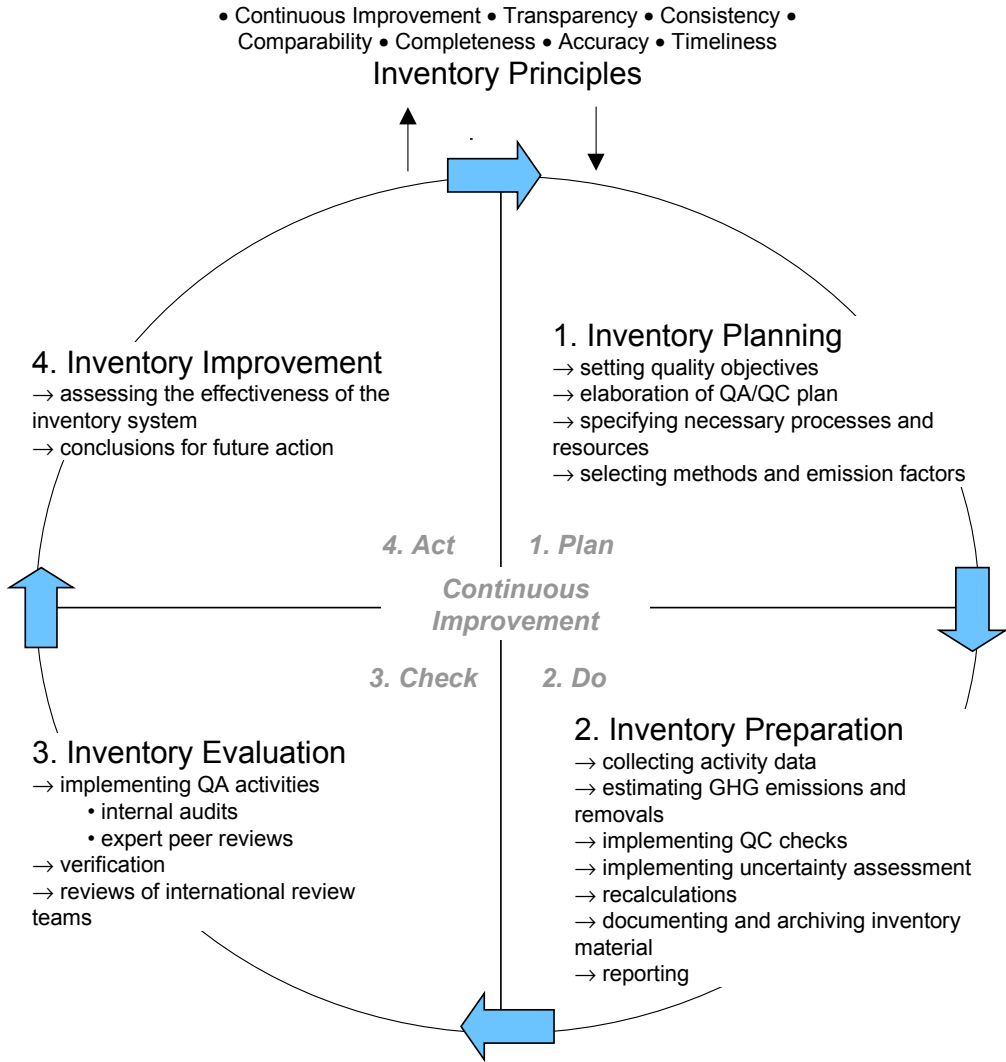 • Continuous Improvement • Transparency • Consistency •
Comparability • Completeness • Accuracy • Timeliness
Inventory Principles
1. Inventory Planning
→ setting quality objectives
→ elaboration of QA/QC plan
→ specifying necessary processes and
resources
→ selecting methods and emission factors
4. Inventory Improvement
→ assessing the effectiveness of the
inventory system
→ conclusions for future action
4. Act
1. Plan
Continuous
Improvement
3. Check
2. Do
2. Inventory Preparation
→ collecting activity data
→ estimating GHG emissions and
removals
→ implementing QC checks
→ implementing uncertainty assessment
→ recalculations
→ documenting and archiving inventory
material
→ reporting
3. Inventory Evaluation
→ implementing QA activities
• internal audits
• expert peer reviews
→ verification
→ reviews of international review
teams